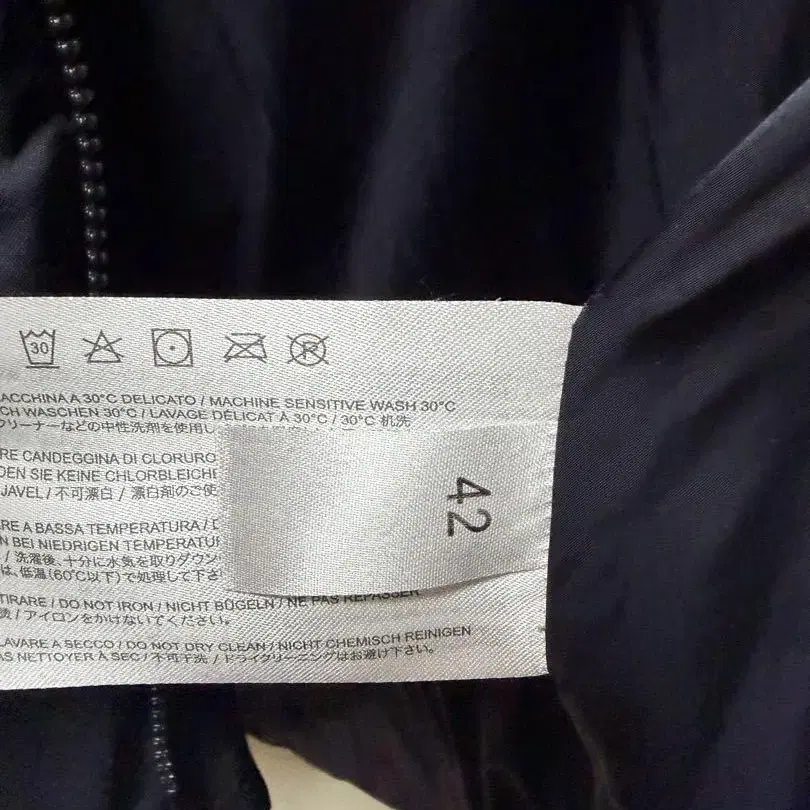 30
ACCHINA A 30°C DELICATO / MACHINE SENSITIVE WASH 30°C
CH WASCHEN 30°C / LAVAGE DÉLICAT À 30°C / 30°C 机洗
クリーナーなどの中性洗剤を使用し
RE CANDEGGINA DI CLORURO
DEN SIE KEINE CHLORBLEICHE
JAVEL / 不可漂白 / 漂白剤のご使
42
RE A BASSA TEMPERATURA /
N BEI NIEDRIGEN TEMPERATU
/ 洗濯後、十分に水気を取りダウン
は、低温(60℃以下)で処理して下さ
TIRARE / DO NOT IRON / NICHT BÜGELN / NE PAS REPASSER
/ アイロンをかけないてください。
LAVARE A SECCO / DO NOT DRY CLEAN / NICHT CHEMISCH REINIGEN
AS NETTOYER A SEC / 不可干洗 / ドライクリーニングはお避け下さい。